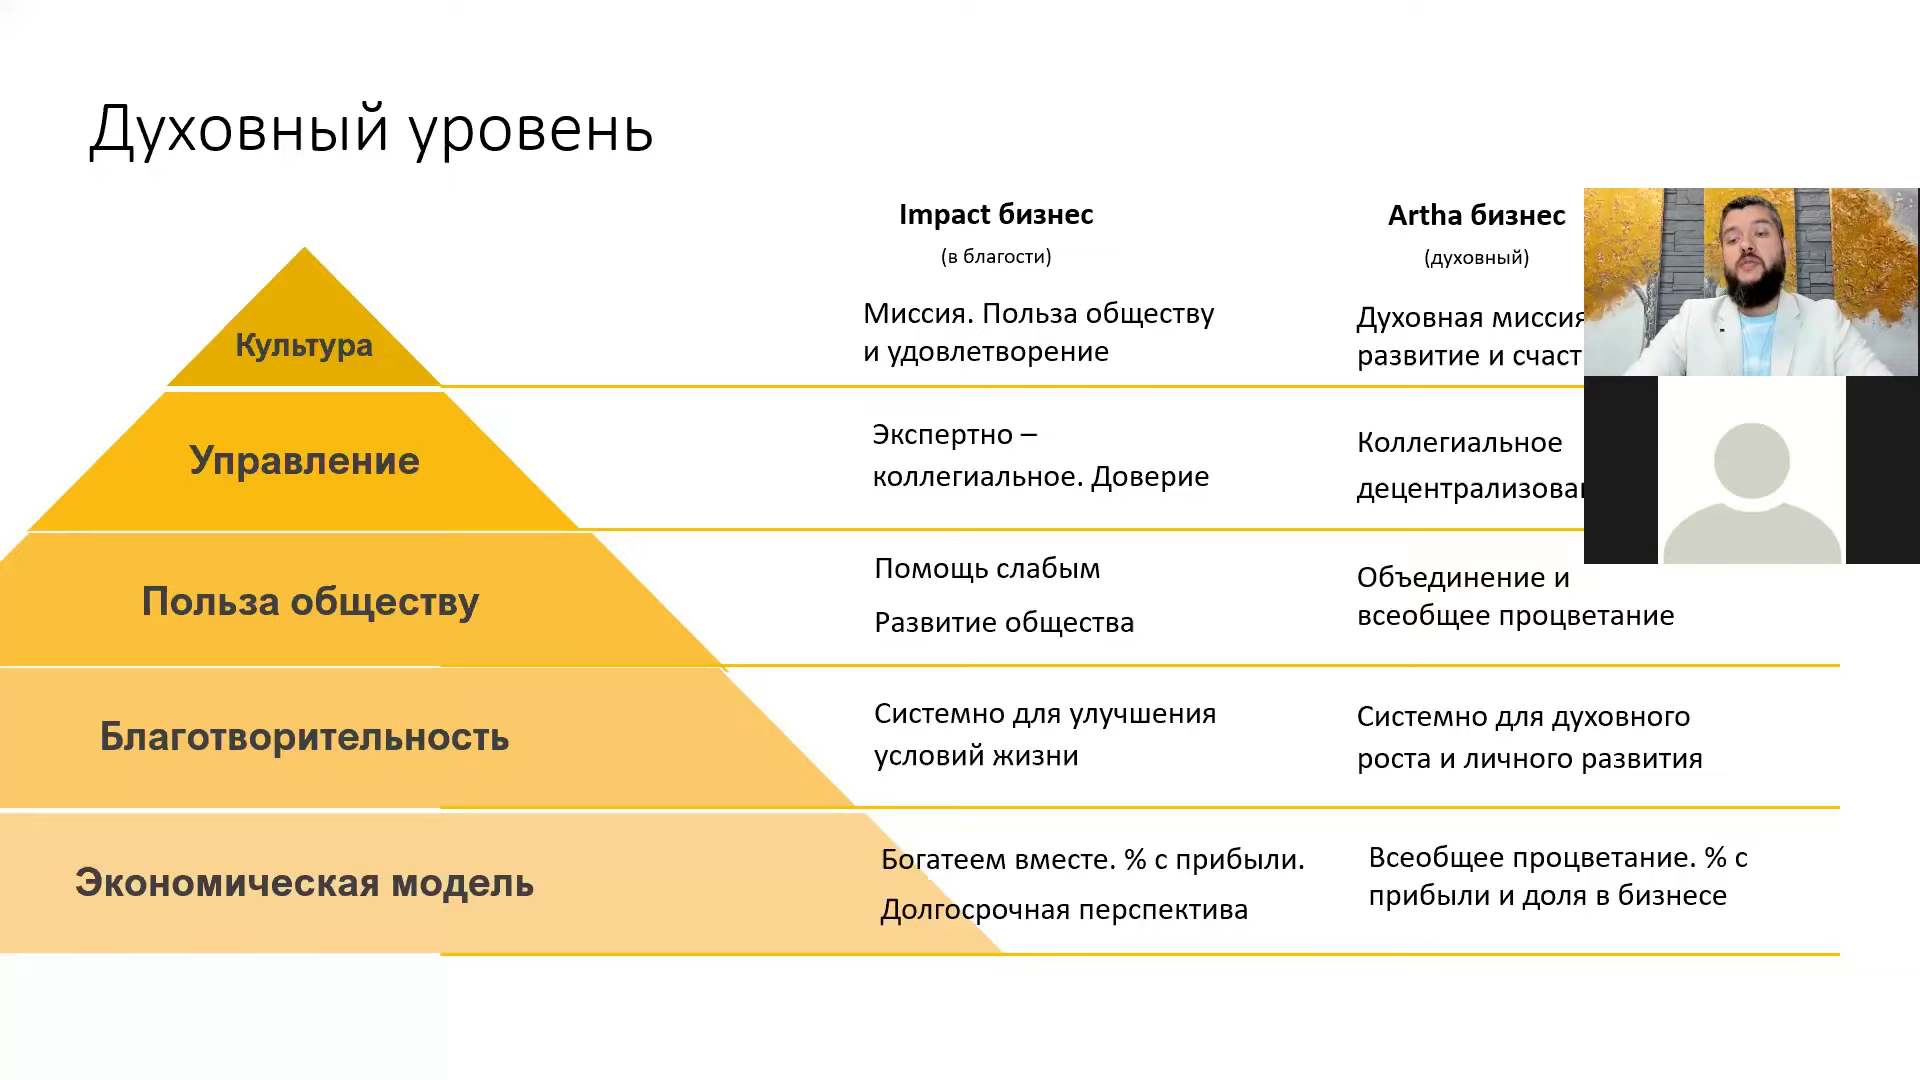 Духовный уровень
Impact бизнес
Artha бизнес
(в благости)
(духовный)
Культура
Миссия. Польза обществу
и удовлетворение
Духовная миссия
развитие и
Управление
Экспертно –
коллегиальное. Доверие
Коллегиальное
Польза обществу
Помощь слабым
Развитие общества
Объединение и
всеобщее процветание
Благотворительность
Системно для улучшения
условий жизни
Системно для духовного
роста и личного развития
Экономическая модель
Богатеем вместе. % с прибыли.
Долгосрочная перспектива
Всеобщее процветание. % с
прибыли и доля в бизнесе